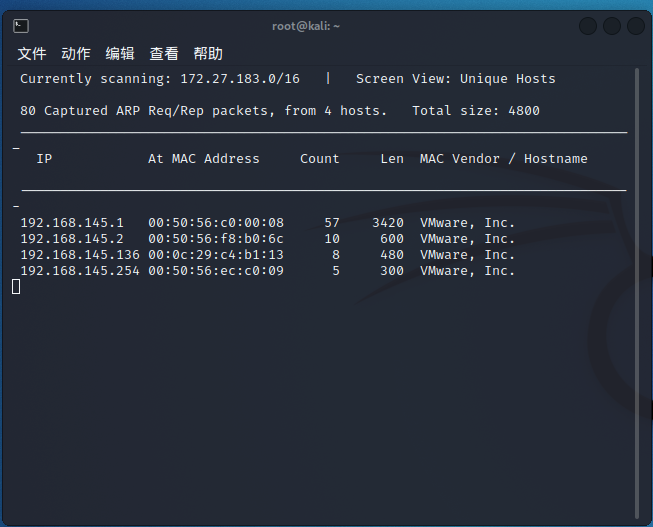 root@kali: ~
文件 动作 编辑 查看 帮助
Currently scanning: 172.27.183.0/16 | Screen View: Unique Hosts
80 Captured ARP Req/Rep packets, from 4 hosts. Total size: 4800
_____________________________________________________________________________
IP At MAC Address Count Len MAC Vendor / Hostname
-----------------------------------------------------------------------------
192.168.145.1 00:50:56:c0:00:08 57 3420 VMware, Inc.
192.168.145.2 00:50:56:f8:b0:6c 10 600 VMware, Inc.
192.168.145.136 00:0c:29:c4:b1:13 8 480 VMware, Inc.
192.168.145.254 00:50:56:ec:c0:09 5 300 VMware, Inc.